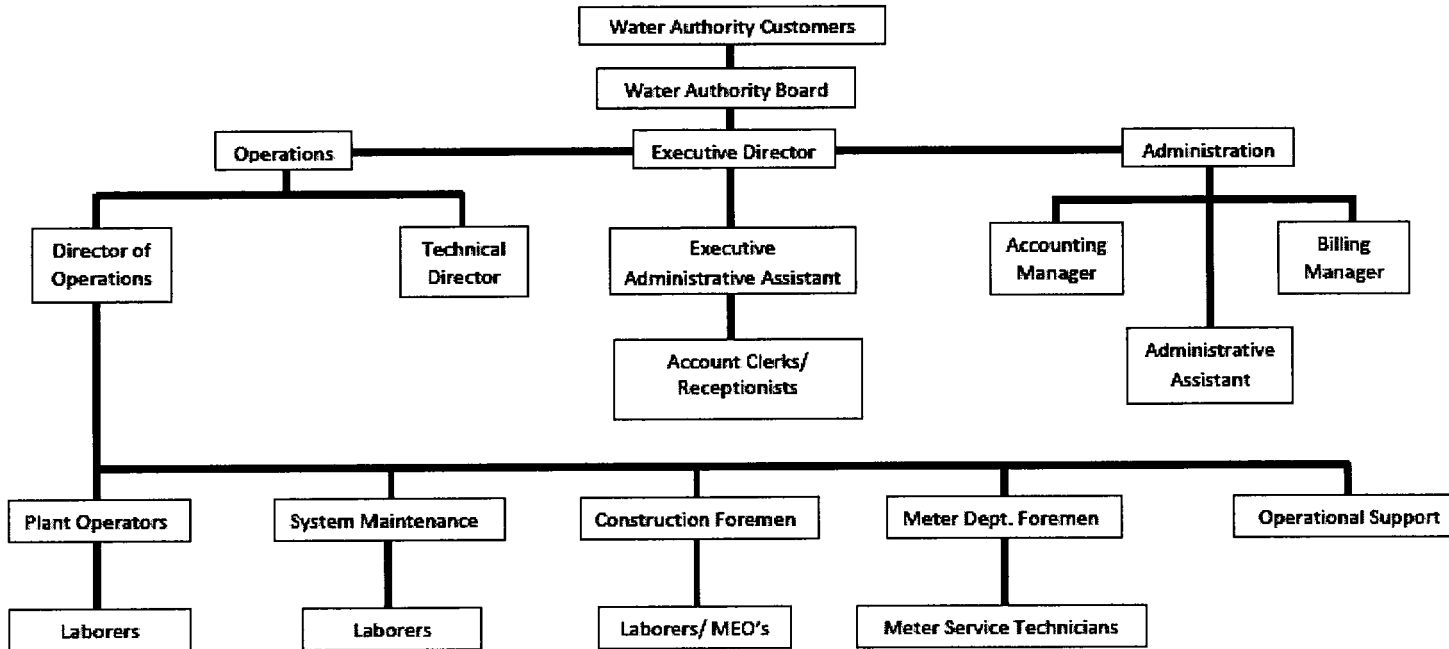 Water Authority Customers
Water Authority Board
Operations
Executive Director
Administration
Director of
Operations
Technical
Director
Executive
Administrative Assistant
Accounting
Manager
Billing
Manager
Account Clerks/
Receptionists
Administrative
Assistant
Plant Operators
System Maintenance
Construction Foremen
Meter Dept. Foremen
Operational Support
Laborers
Laborers
Laborers/ MEO's
Meter Service Technicians